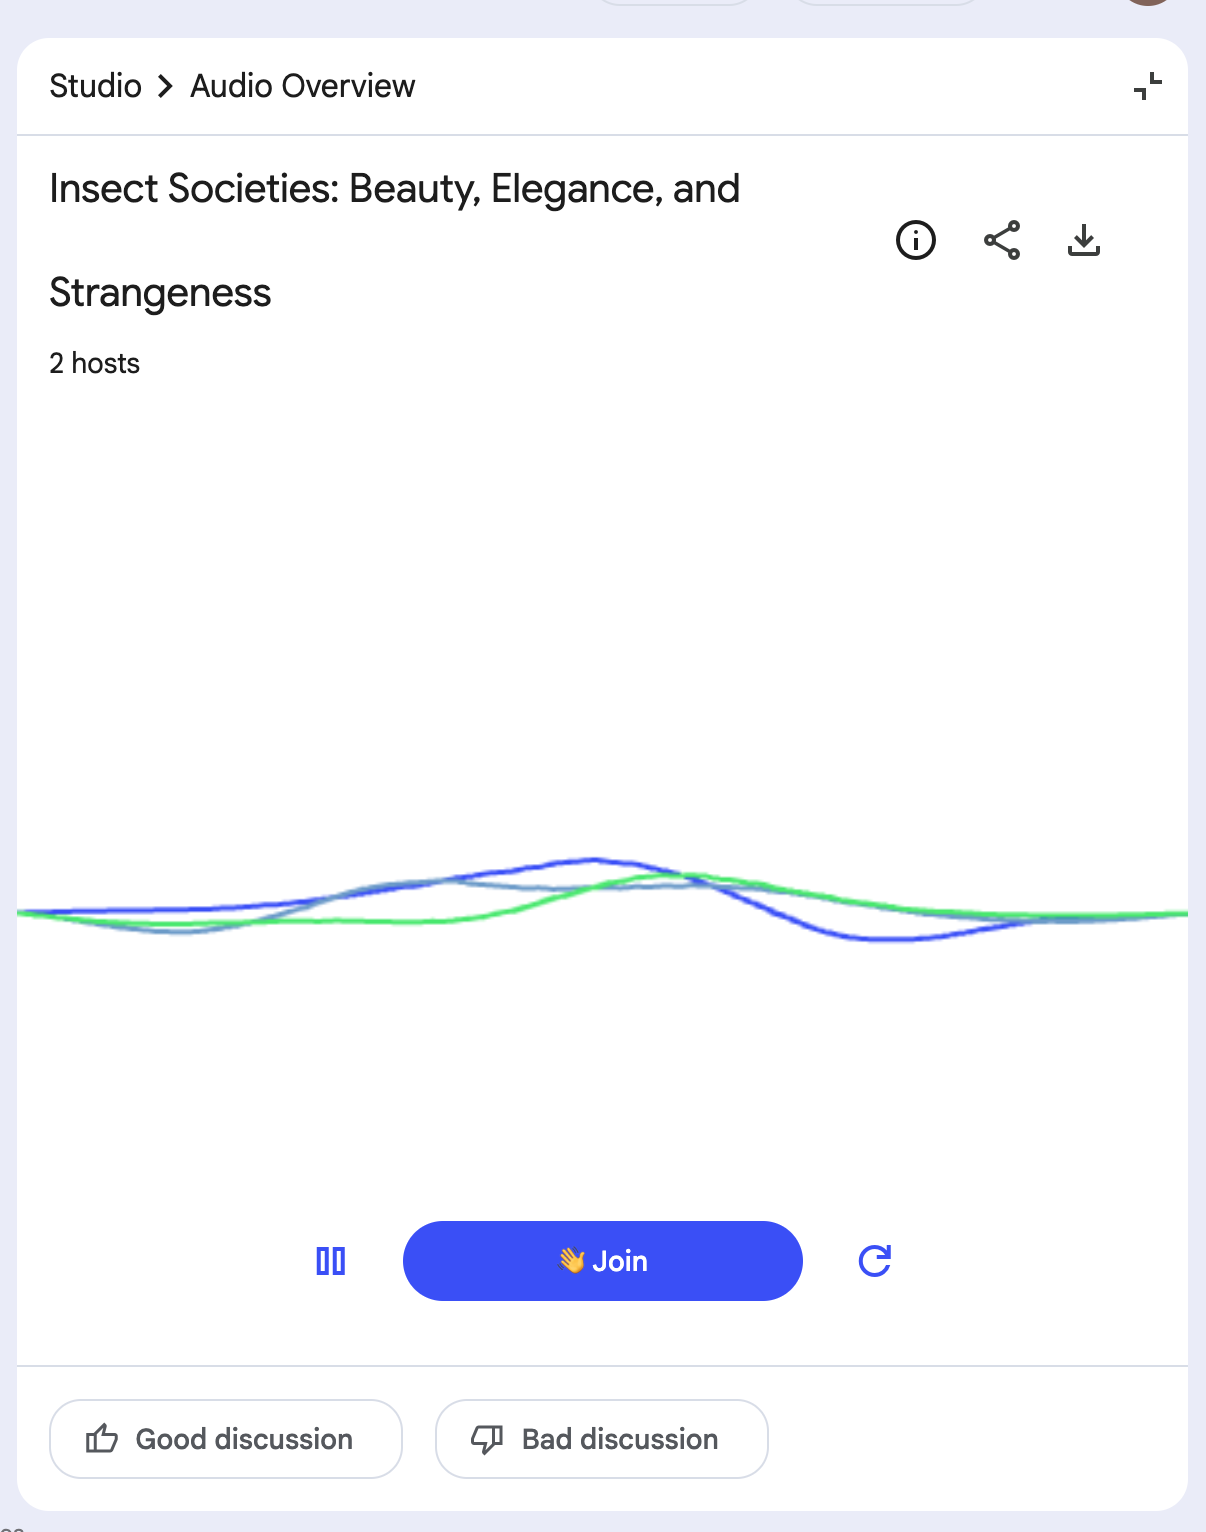 Studio > Audio Overview
Insect Societies: Beauty, Elegance, and
Strangeness
2 hosts
👋 Join
Good discussion
Bad discussion